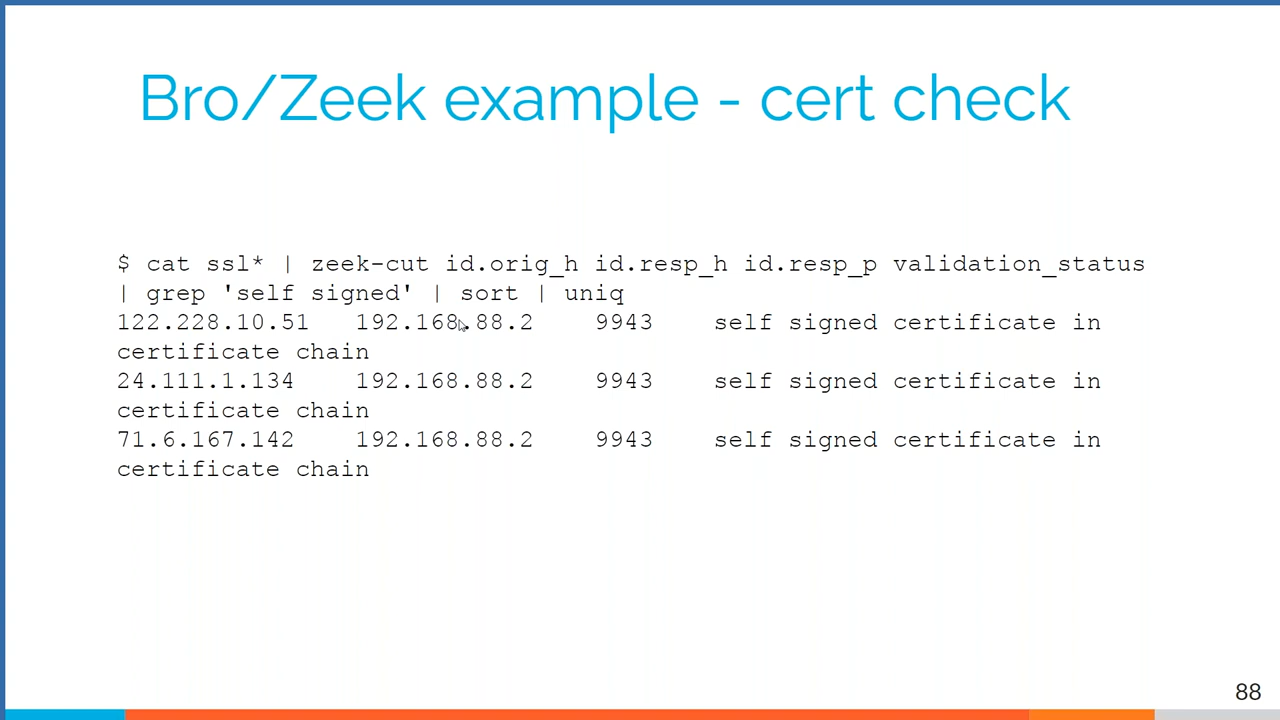 Bro/Zeek example - cert check
$ cat ssl* | zeek-cut id.orig_h id.resp_h id.resp_p validation_status
| grep 'self signed' | sort | uniq
122.228.10.51 192.168.88.2 9943 self signed certificate in
certificate chain
24.111.1.134 192.168.88.2 9943 self signed certificate in
certificate chain
71.6.167.142 192.168.88.2 9943 self signed certificate in
certificate chain
88